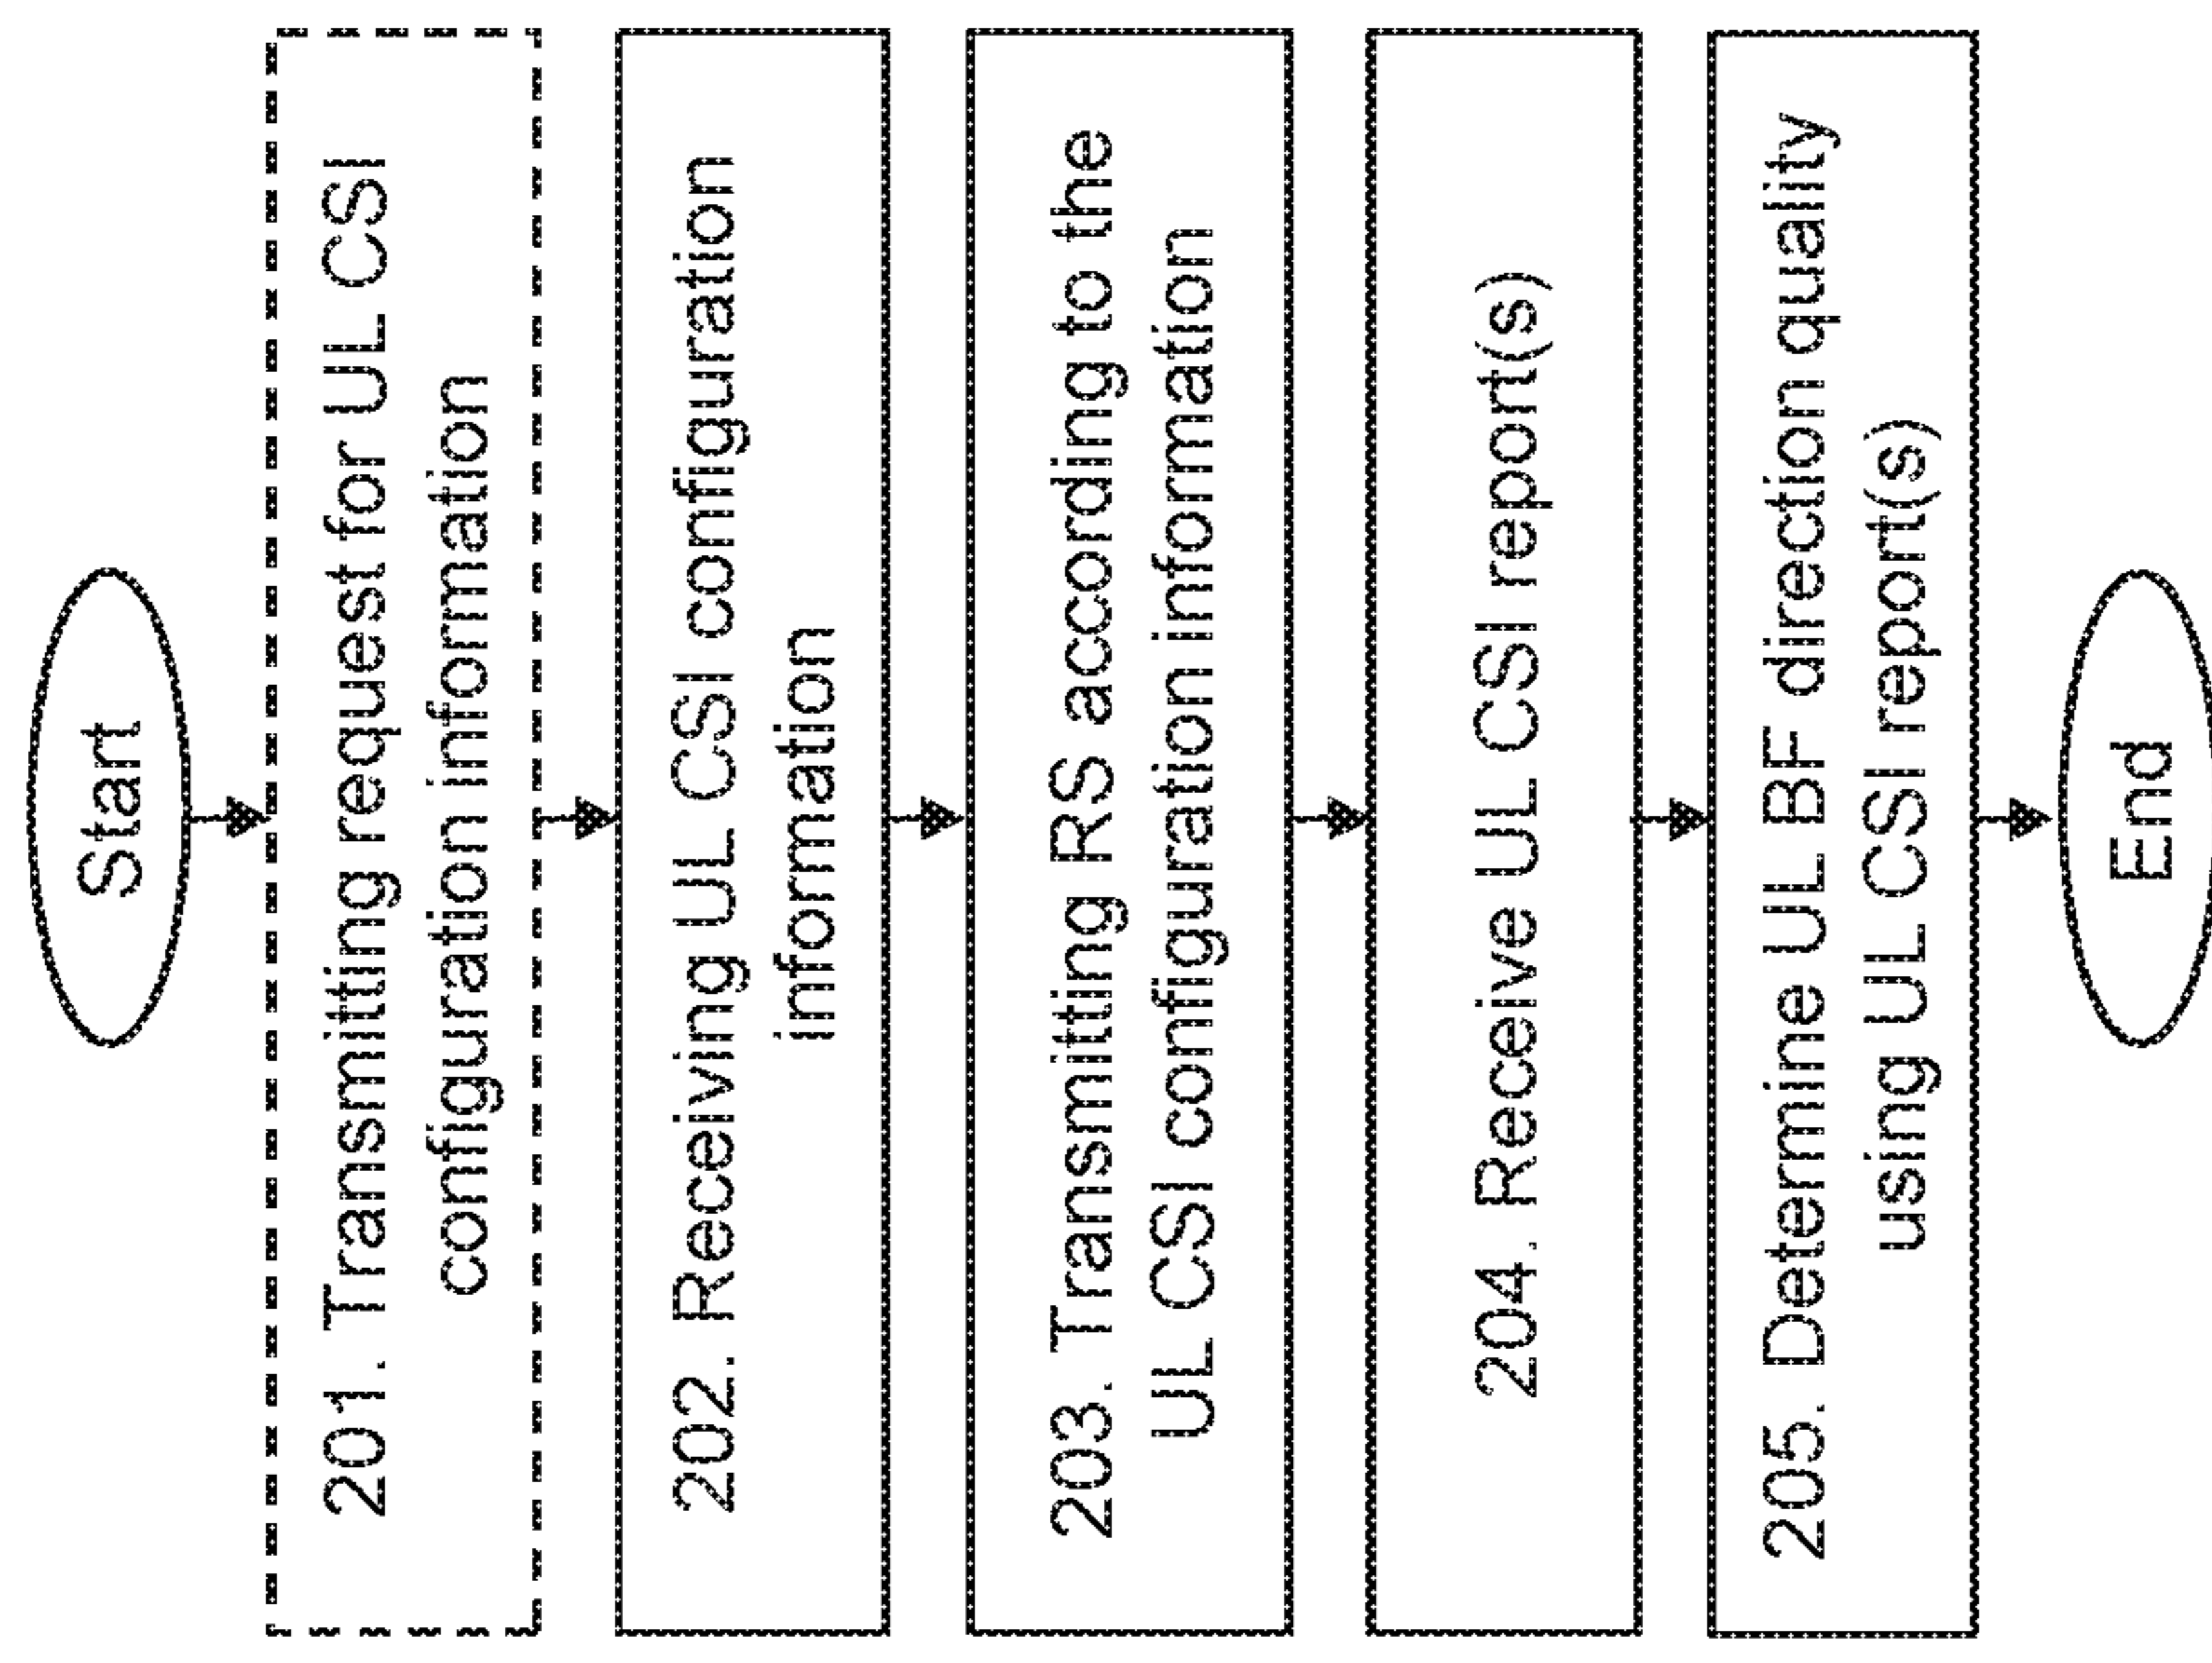 Start
201. Transmitting request for UL CSI
configuration information
202. Receiving UL CSI configuration
information
203. Transmitting RS according to the
UL CSI configuration information
204. Receive UL CSI report(s)
205. Determine UL BF direction quality
using UL CSI report(s)
End